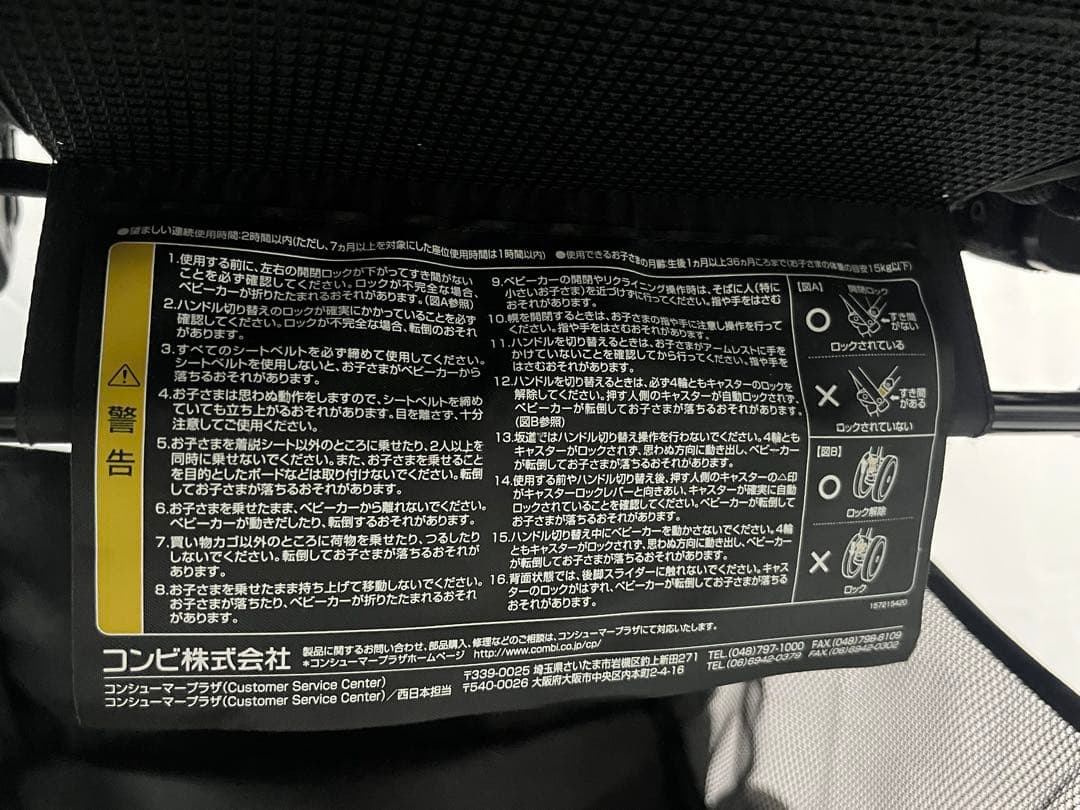 ●望ましい連続使用時間:2時間以内(ただし、7ヵ月以上を対象にした座位使用時間は1時間以内) ●使用できるお子さまの月齢:生後1ヵ月以上36ヵ月ころまで(お子さまの体重の目安15kg以下)
警告
1.使用する前に、左右の開閉ロックが下がってすき間がない
ことを必ず確認してください。ロックが不完全な場合、
ベビーカーが折りたたまれるおそれがあります。(図A参照)
2.ハンドル切り替えのロックが確実にかかっていることを必ず
確認してください。ロックが不完全な場合、転倒のおそれ
があります。
3.すべてのシートベルトを必ず締めて使用してください。
シートベルトを使用しないと、お子さまがベビーカーから
落ちるおそれがあります。
4.お子さまは思わぬ動作をしますので、シートベルトを締め
ていても立ち上がるおそれがあります。目を離さず、十分
注意してご使用ください。
5.お子さまを着脱シート以外のところに乗せたり、2人以上を
同時に乗せないでください。また、お子さまを乗せること
を目的としたボードなどは取り付けないでください。転倒
してお子さまが落ちるおそれがあります。
6.お子さまを乗せたまま、ベビーカーから離れないでください。
ベビーカーが動きだしたり、転倒するおそれがあります。
7.買い物カゴ以外のところに荷物を乗せたり、つるしたり
しないでください。転倒してお子さまが落ちるおそれが
あります。
8.お子さまを乗せたまま持ち上げて移動しないでください。
お子さまが落ちたり、ベビーカーが折りたたまれるおそれ
があります。
9.ベビーカーの開閉やリクライニング操作時は、そばに人(特に
小さいお子さま)を近づけずに行ってください。指や手をはさむ
おそれがあります。
10.幌を開閉するときは、お子さまの指や手に注意し操作を行って
ください。指や手をはさむおそれがあります。
11.ハンドルを切り替えるときは、お子さまがアームレストに手を
かけていないことを確認してから行ってください。指や手を
はさむおそれがあります。
12.ハンドルを切り替えるときは、必ず4輪ともキャスターのロックを
解除してください。押す人側のキャスターが自動ロックされず、
ベビーカーが転倒してお子さまが落ちるおそれがあります。
(図B参照)
13.坂道ではハンドル切り替え操作を行わないでください。4輪とも
キャスターがロックされず、思わぬ方向に動き出し、ベビーカー
が転倒してお子さまが落ちるおそれがあります。
14.使用する前やハンドル切り替え後、押す人側のキャスターの△印
がキャスターロックレバーと向きあい、キャスターが確実に自動
ロックされていることを確認してください。ベビーカーが転倒して
お子さまが落ちるおそれがあります。
15.ハンドル切り替え中にベビーカーを動かさないでください。4輪
ともキャスターがロックされず、思わぬ方向に動き出し、ベビーカー
が転倒してお子さまが落ちるおそれがあります。
16.背面状態では、後脚スライダーに触れないでください。キャス
ターのロックがはずれ、ベビーカーが転倒してお子さまが落ちる
おそれがあります。
[図A]
開閉ロック
すき間
がない
ロックされている
すき間
がある
ロックされていない
[図B]
ロック解除
ロック
157215420
コンビ株式会社 製品に関するお問い合わせ、部品購入、修理などのご相談は、コンシューマープラザにて対応いたします。
*コンシューマープラザホームページ http://www.combi.co.jp/cp/
コンシューマープラザ(Customer Service Center) 〒339-0025 埼玉県さいたま市岩槻区釣上新田271 TEL.(048)797-1000 FAX.(048)798-6109
コンシューマープラザ(Customer Service Center)/西日本担当 〒540-0026 大阪府大阪市中央区内本町2-4-16 TEL.(06)6942-0379 FAX.(06)6942-0302